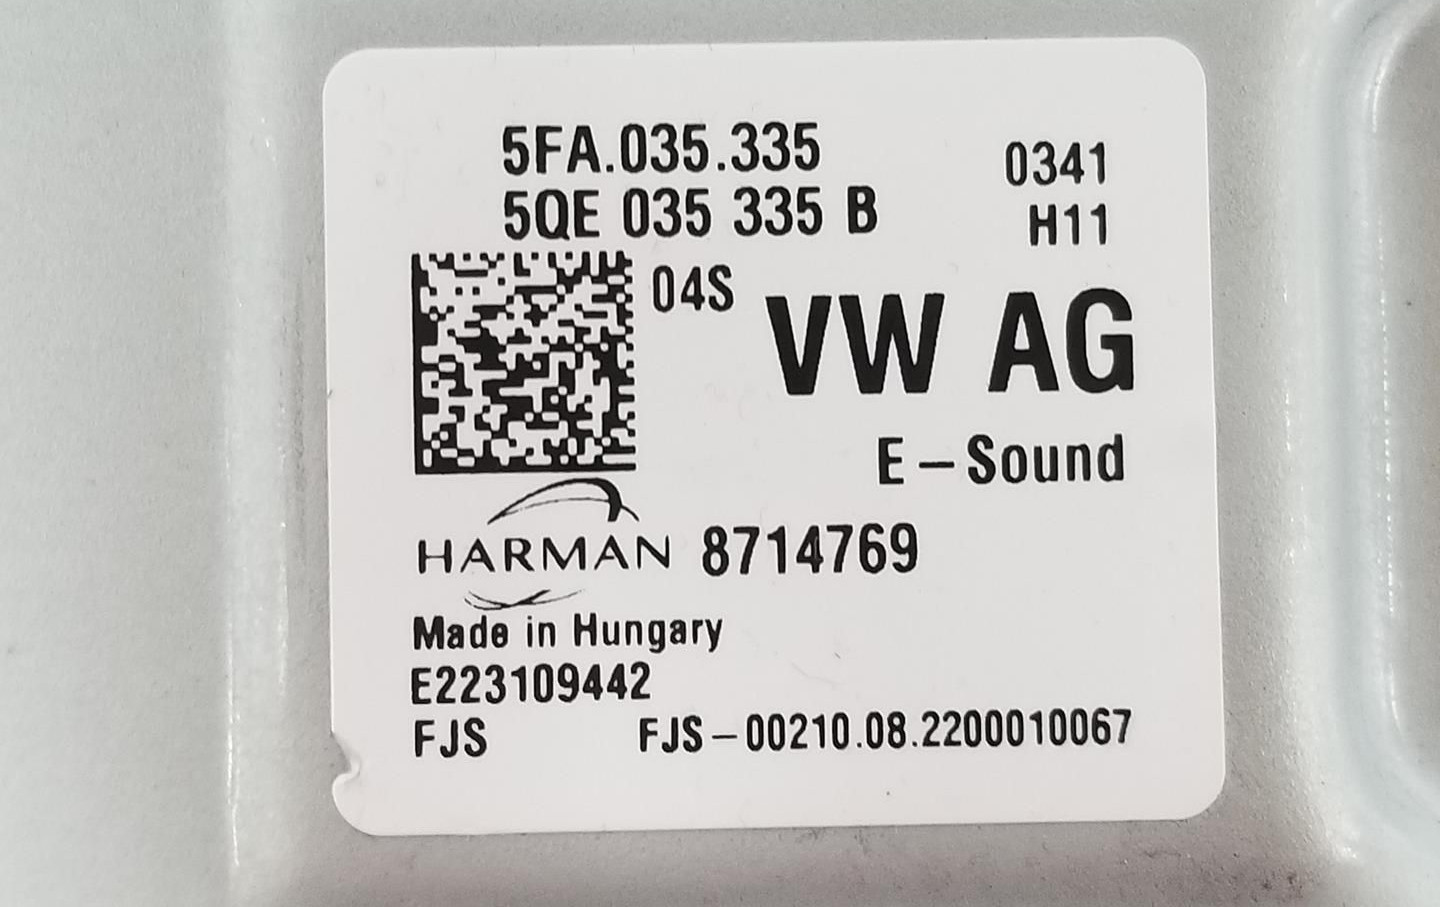 5FA.035.335
0341
5QE 035 335 B
H11
04S
VW AG
E-Sound
HARMAN 8714769
Made in Hungary
E223109442
FJS
FJS-00210.08.2200010067